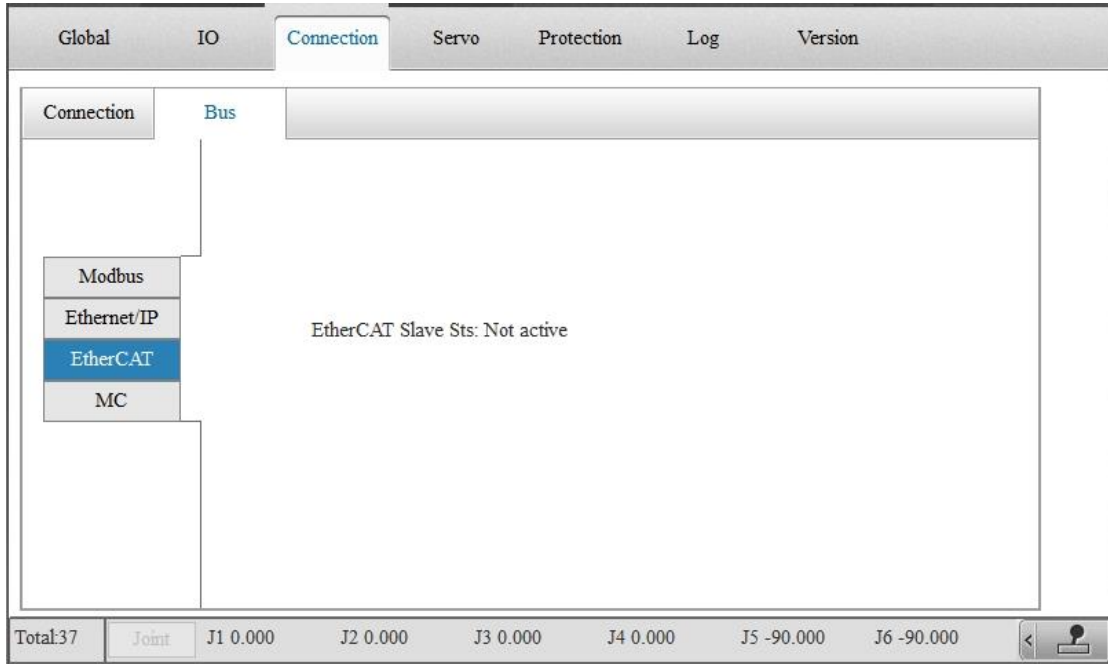 Global IO Connection Servo Protection Log Version
Connection Bus
Modbus
Ethernet/IP
EtherCAT
MC
EtherCAT Slave Sts: Not active
Total:37 Joint J1 0.000 J2 0.000 J3 0.000 J4 0.000 J5 -90.000 J6 -90.000 <